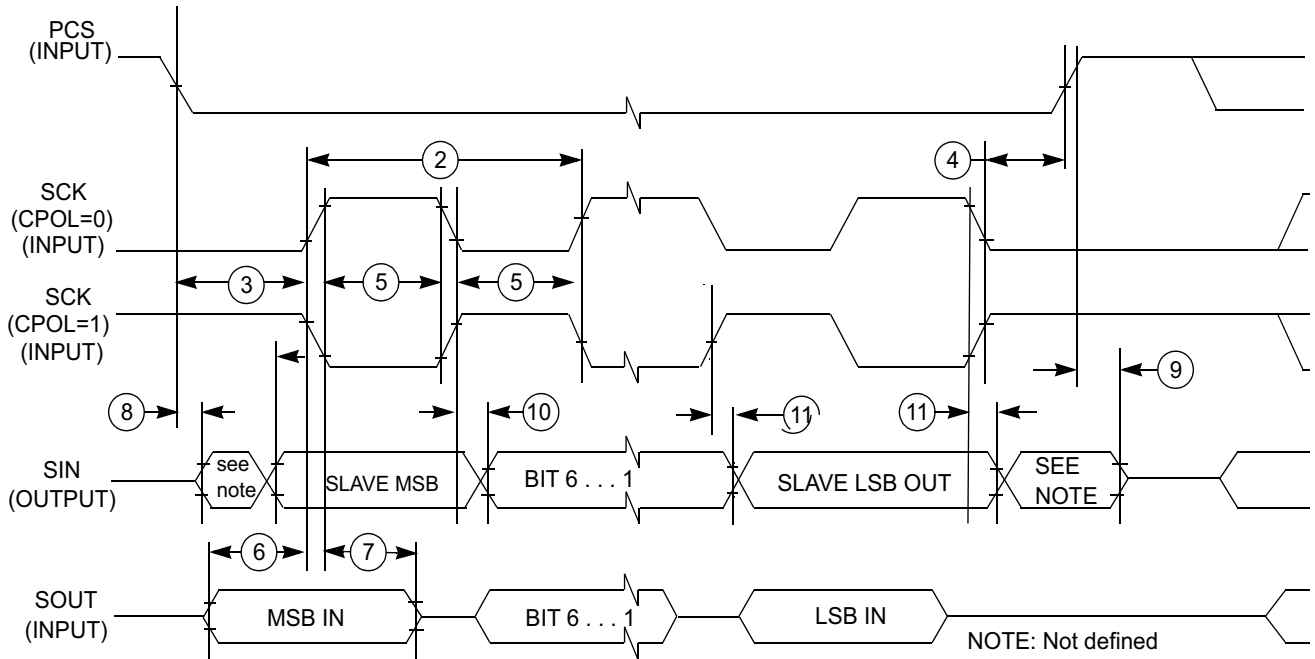 PCS
(INPUT)
2
4
SCK
(CPOL=0)
(INPUT)
3
5
5
SCK
(CPOL=1)
(INPUT)
9
8
10
11
11
SIN
(OUTPUT)
see
note
SLAVE MSB
BIT 6 . . . 1
SLAVE LSB OUT
SEE
NOTE
6
7
SOUT
(INPUT)
MSB IN
BIT 6 . . . 1
LSB IN
NOTE: Not defined